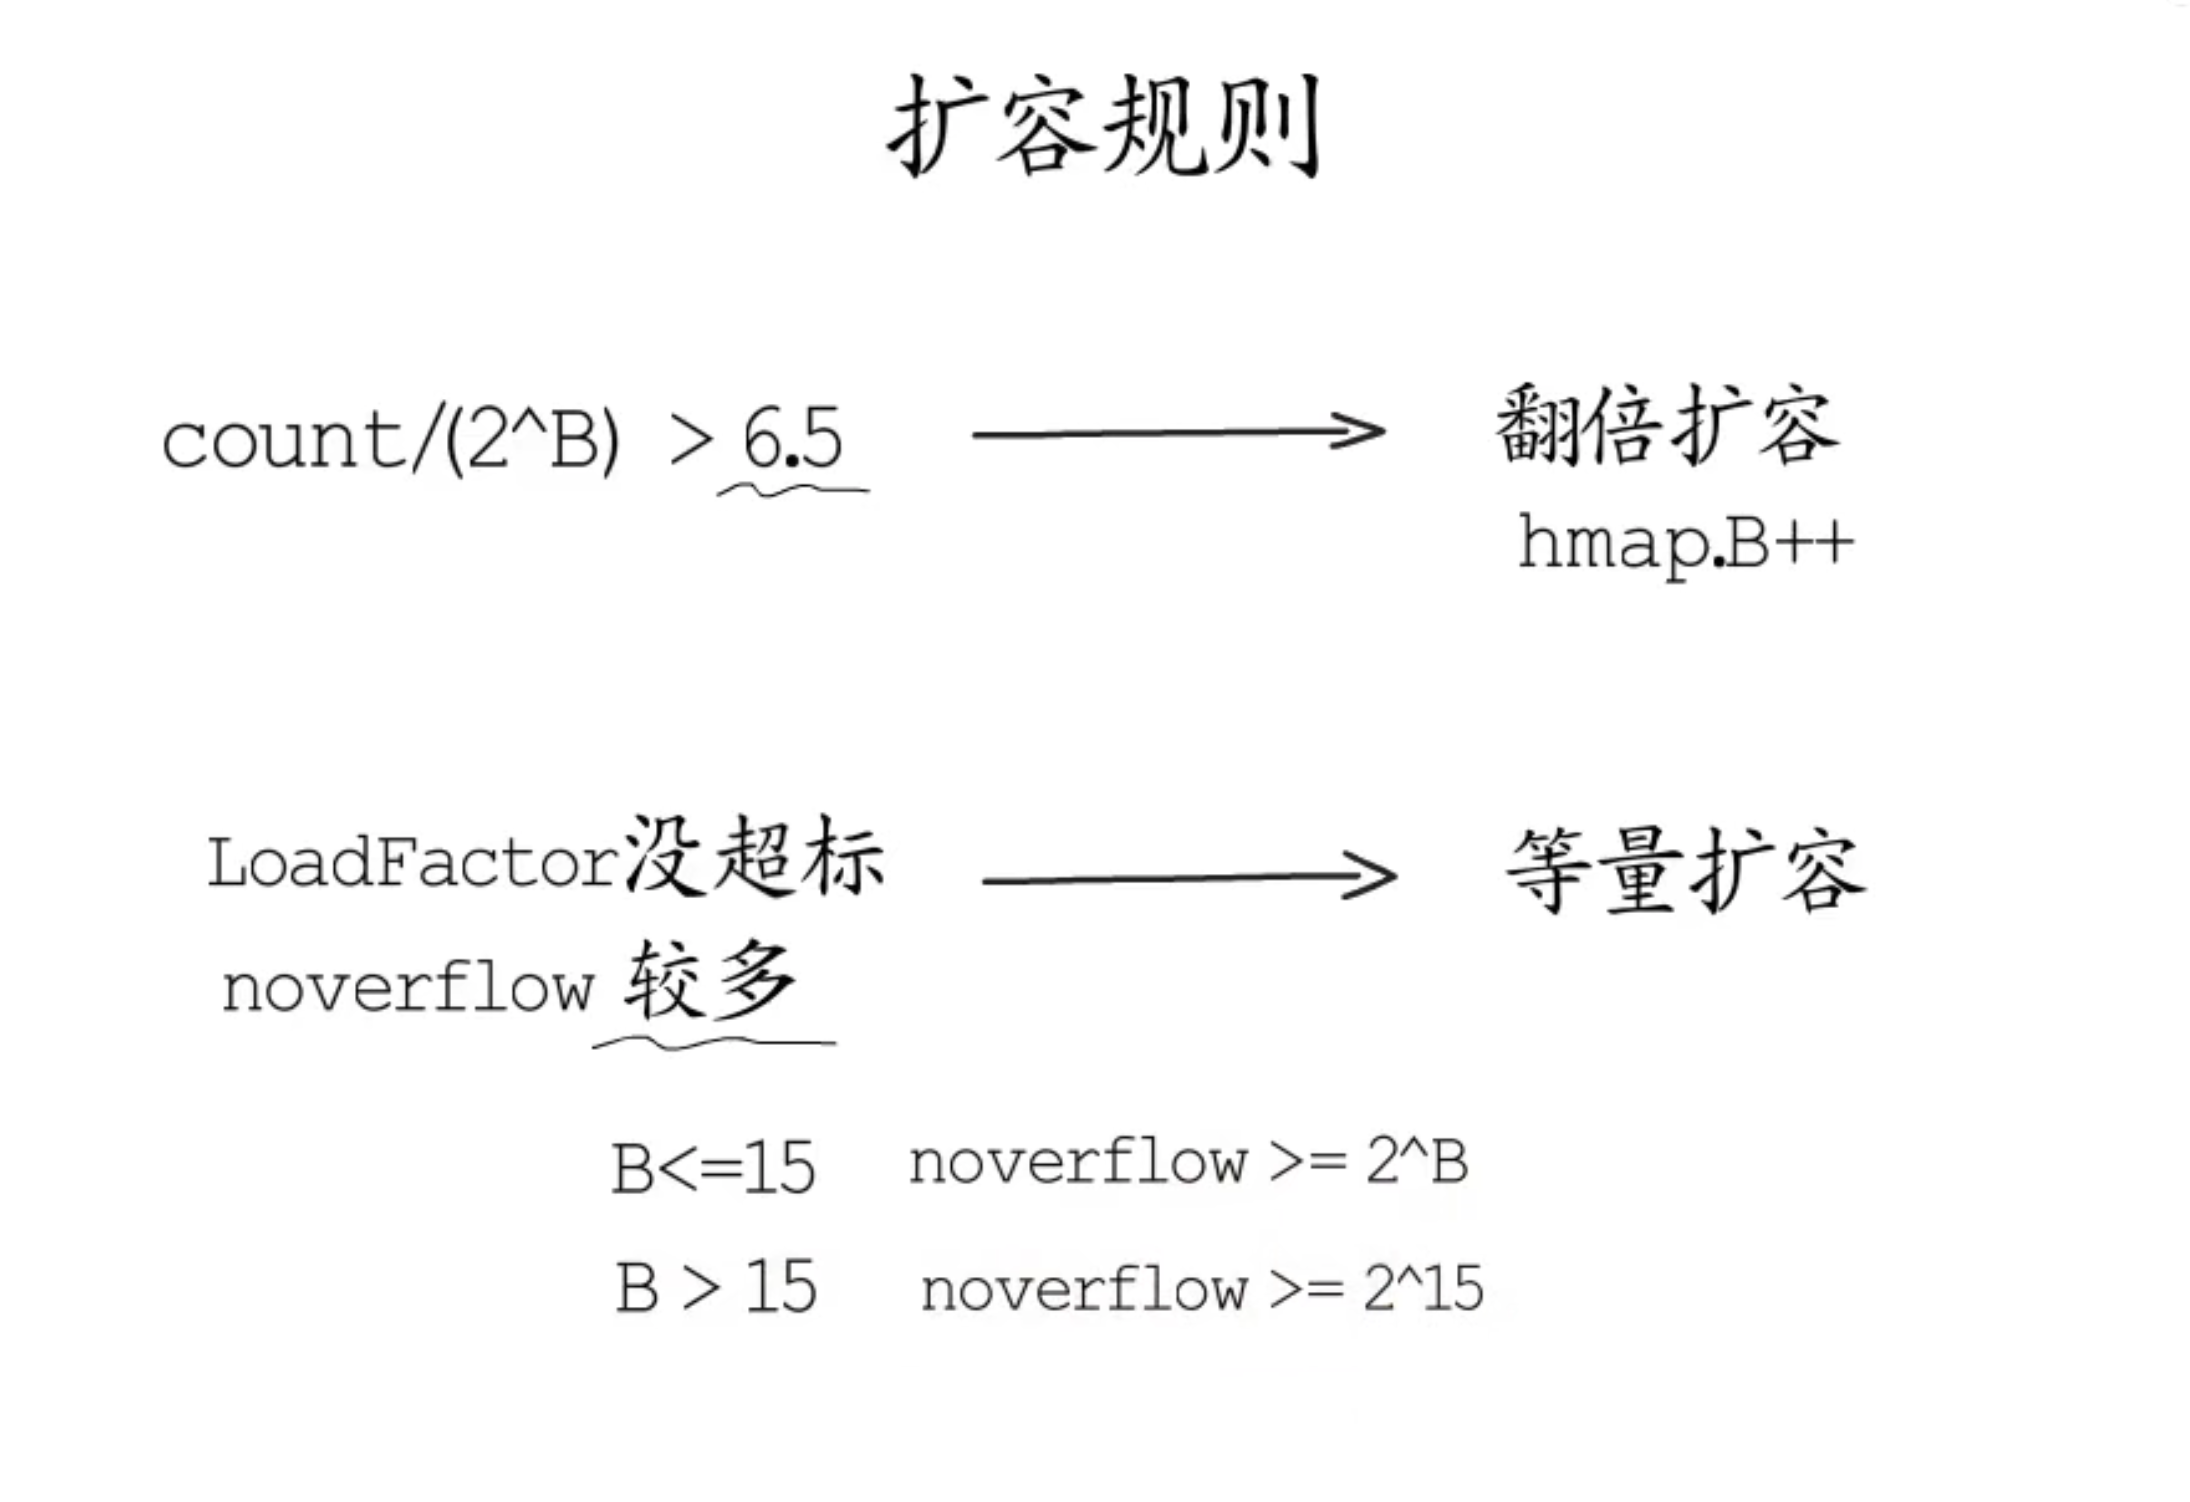 扩容规则
count/(2^B) > 6.5
翻倍扩容
hmap.B++
LoadFactor没超标
noverflow 较多
等量扩容
B<=15 noverflow >= 2^B
B > 15 noverflow >= 2^15